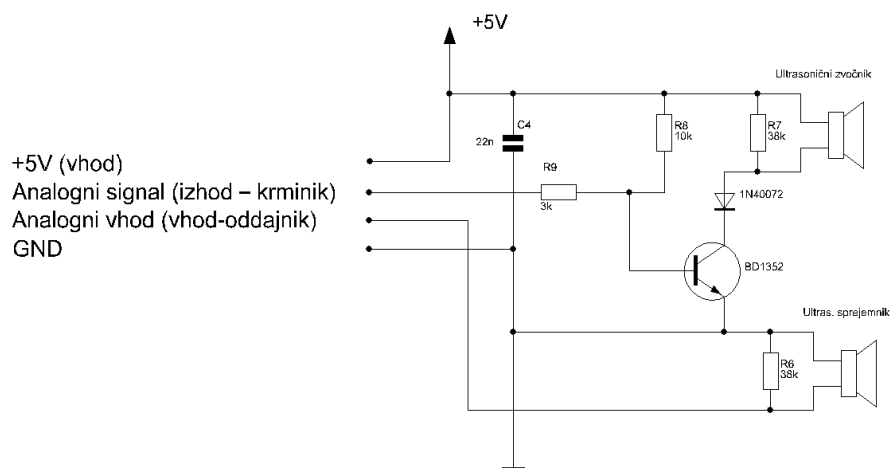 +5V
Ultrasonični zvočnik
C4
22n
R8
10k
R7
38k
+5V (vhod)
Analogni signal (izhod – krminik)
Analogni vhod (vhod-oddajnik)
GND
R9
3k
1N40072
BD1352
Ultras. sprejemnik
R6
38k